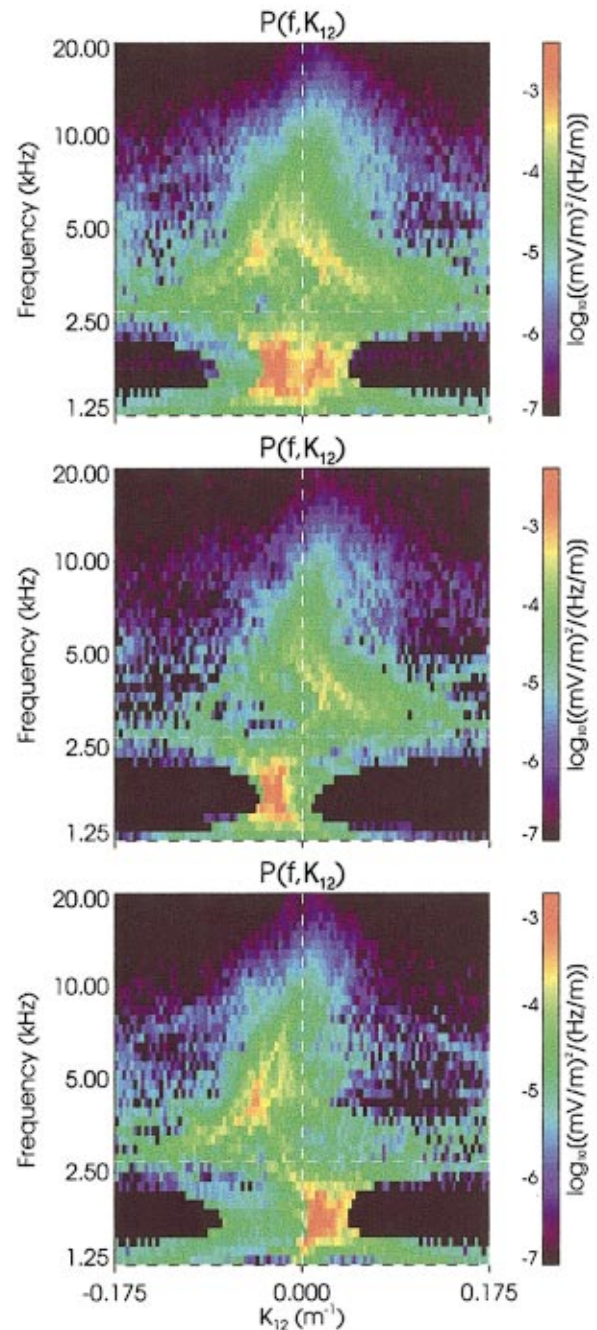 P(f,K₁₂)
20.00
10.00
5.00
2.50
1.25
Frequency (kHz)
-3
-4
-5
-6
-7
log₁₀[(mV/m)²/(Hz/m)]
P(f,K₁₂)
20.00
10.00
5.00
2.50
1.25
Frequency (kHz)
-3
-4
-5
-6
-7
log₁₀[(mV/m)²/(Hz/m)]
P(f,K₁₂)
20.00
10.00
5.00
2.50
1.25
Frequency (kHz)
-3
-4
-5
-6
-7
log₁₀[(mV/m)²/(Hz/m)]
-0.175 0.000 0.175
K₁₂ (m⁻¹)